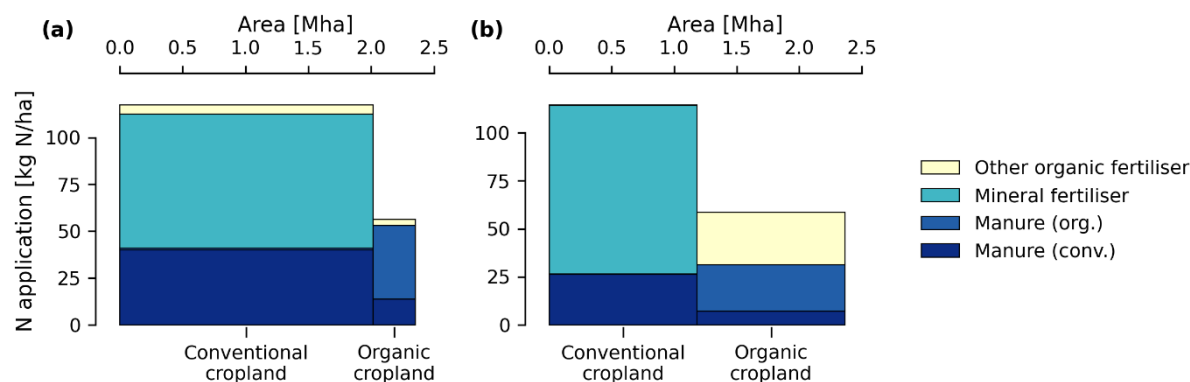 (a)
Area [Mha]
0.0 0.5 1.0 1.5 2.0 2.5
N application [kg N/ha]
100
75
50
25
0
Conventional
cropland
Organic
cropland
(b)
Area [Mha]
0.0 0.5 1.0 1.5 2.0 2.5
100
75
50
25
0
Conventional
cropland
Organic
cropland
Other organic fertiliser
Mineral fertiliser
Manure (org.)
Manure (conv.)